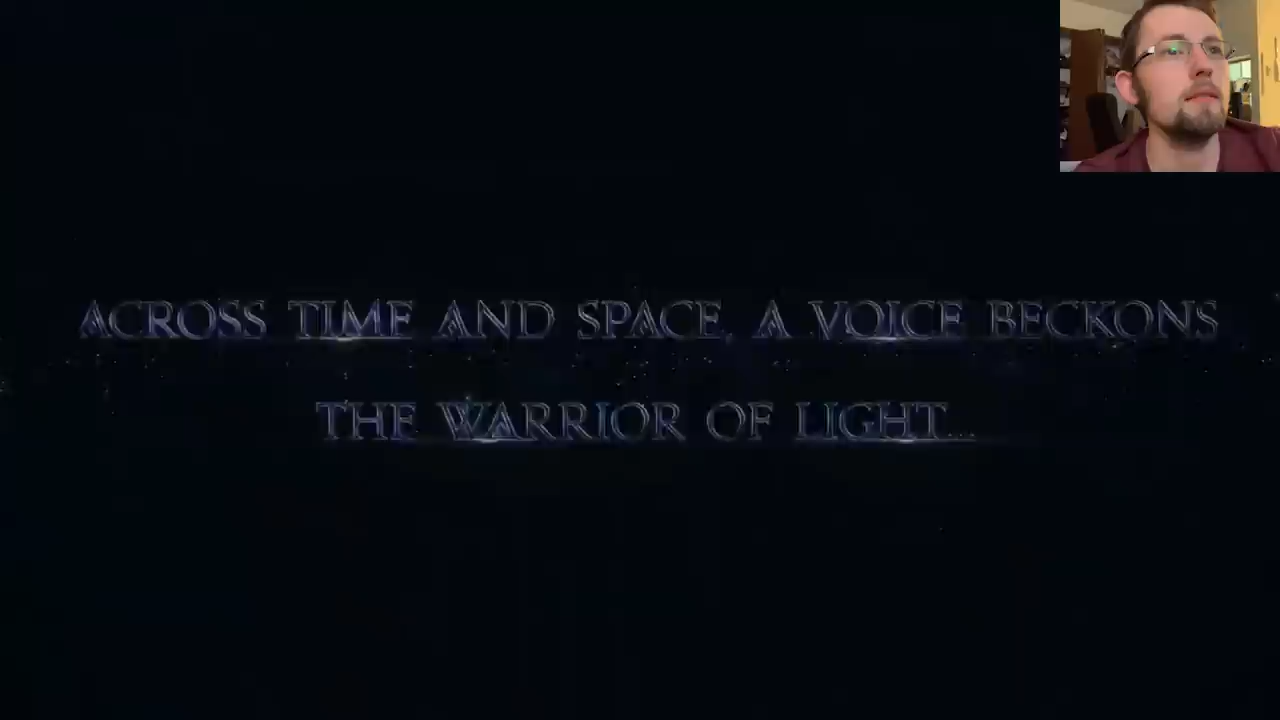 ACROSS TIME AND SPACE, A VOICE BECKONS
THE WARRIOR OF LIGHT...